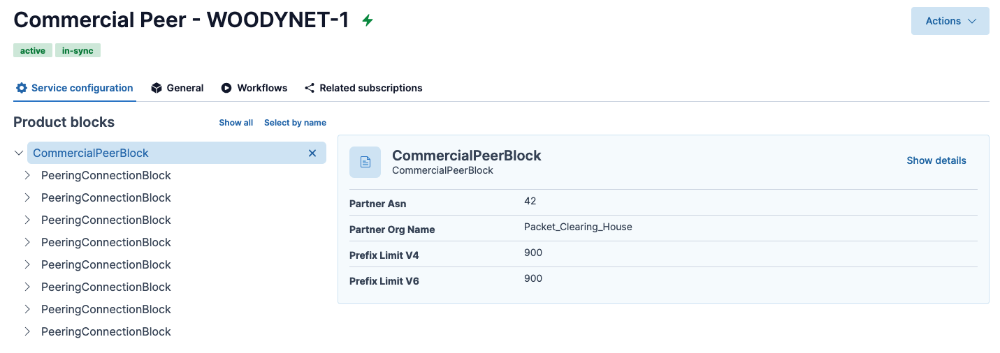 Commercial Peer - WOODYNET-1
Actions
active in-sync
Service configuration General Workflows Related subscriptions
Product blocks Show all Select by name
CommercialPeerBlock
PeeringConnectionBlock
PeeringConnectionBlock
PeeringConnectionBlock
PeeringConnectionBlock
PeeringConnectionBlock
PeeringConnectionBlock
PeeringConnectionBlock
PeeringConnectionBlock
CommercialPeerBlock
CommercialPeerBlock
Show details
Partner Asn 42
Partner Org Name Packet_Clearing_House
Prefix Limit V4 900
Prefix Limit V6 900